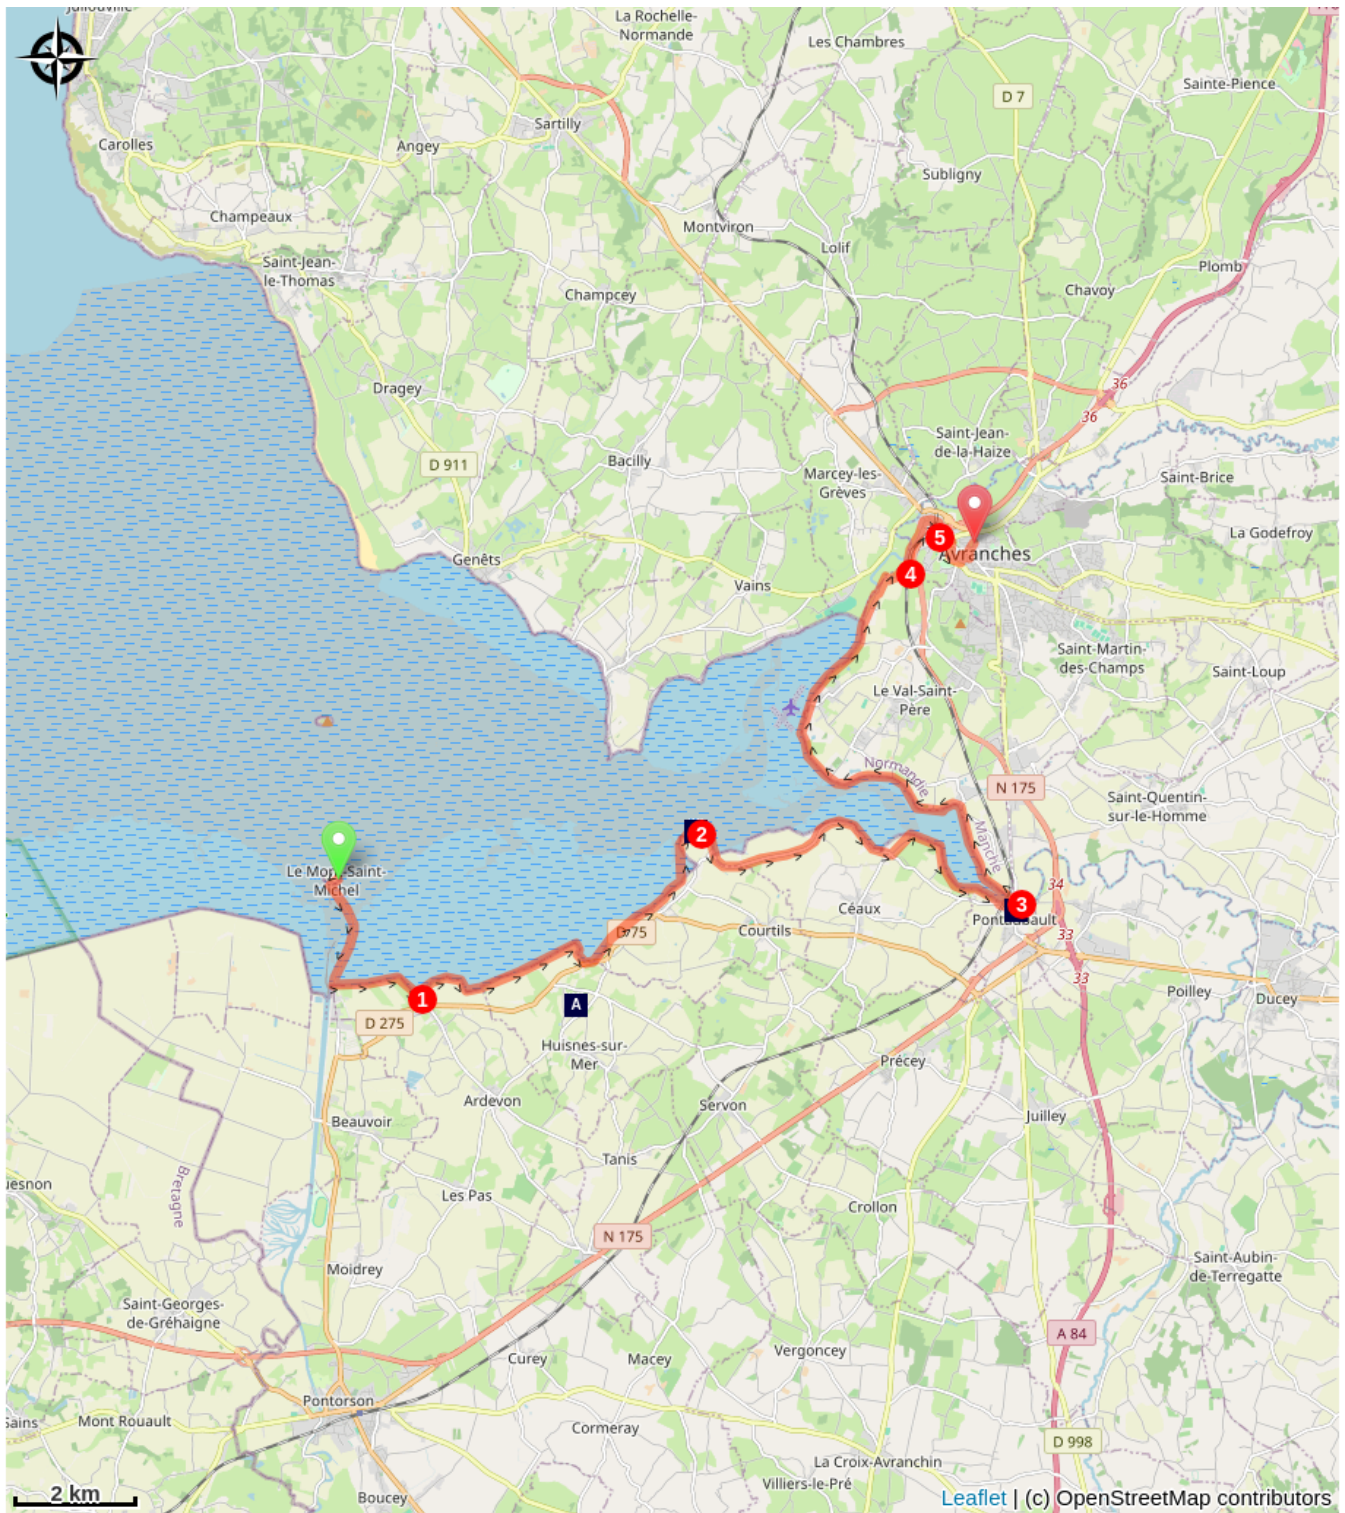 Jullouville
La Rochelle-
Normande
Les Chambres
D 7
Sainte-Pience
Sartilly
Carolles
Angey
Subligny
Champeaux
Montviron
Lolif
Saint-Jean-
le-Thomas
Plomb
Champcey
Chavoy
Dragey
36
36
Saint-Jean-
de-la-Haize
D 911
Bacilly
Marcey-les-
Grèves
Saint-Brice
La Godefroy
5
Avranches
Genêts
4
Vains
Saint-Martin-
des-Champs
Saint-Loup
Le Val-Saint-
Père
Normandie
N 175
Saint-Quentin-
sur-le-Homme
Manche
2
Le Mont-Saint-
Michel
34
3
Céaux
Pontaubault
D 75
Courtils
33
33
1
A
Poilley
Ducey
D 275
Huisnes-sur-
Mer
Précey
Ardevon
Servon
Juilley
Beauvoir
Tanis
Bretagne
uesnon
Les Pas
Crollon
N 175
Moidrey
Saint-Aubin-
de-Terregatte
Saint-Georges-
de-Gréhaigne
A 84
Curey
Macey
Vergoncey
Pontorson
Sains
Mont Rouault
Cormeray
D 998
La Croix-Avranchin
Villiers-le-Pré
2 km
Boucey
Leaflet | (c) OpenStreetMap contributors